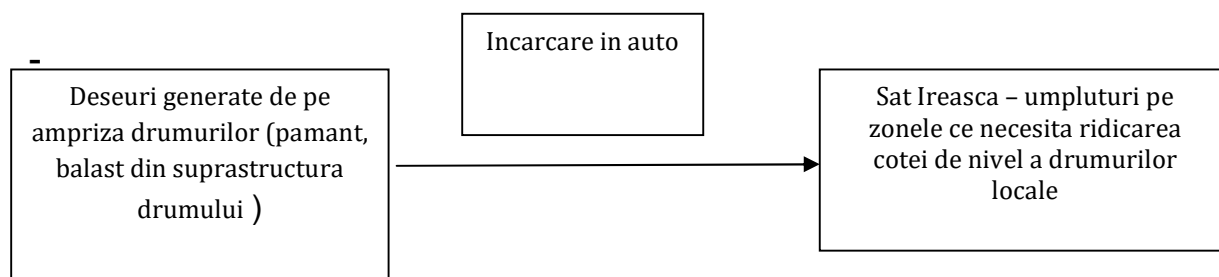 Incarcare in auto
-
Deseuri generate de pe
ampriza drumurilor (pamant,
balast din suprastructura
drumului )
Sat Ireasca – umpluturi pe
zonele ce necesita ridicarea
cotei de nivel a drumurilor
locale